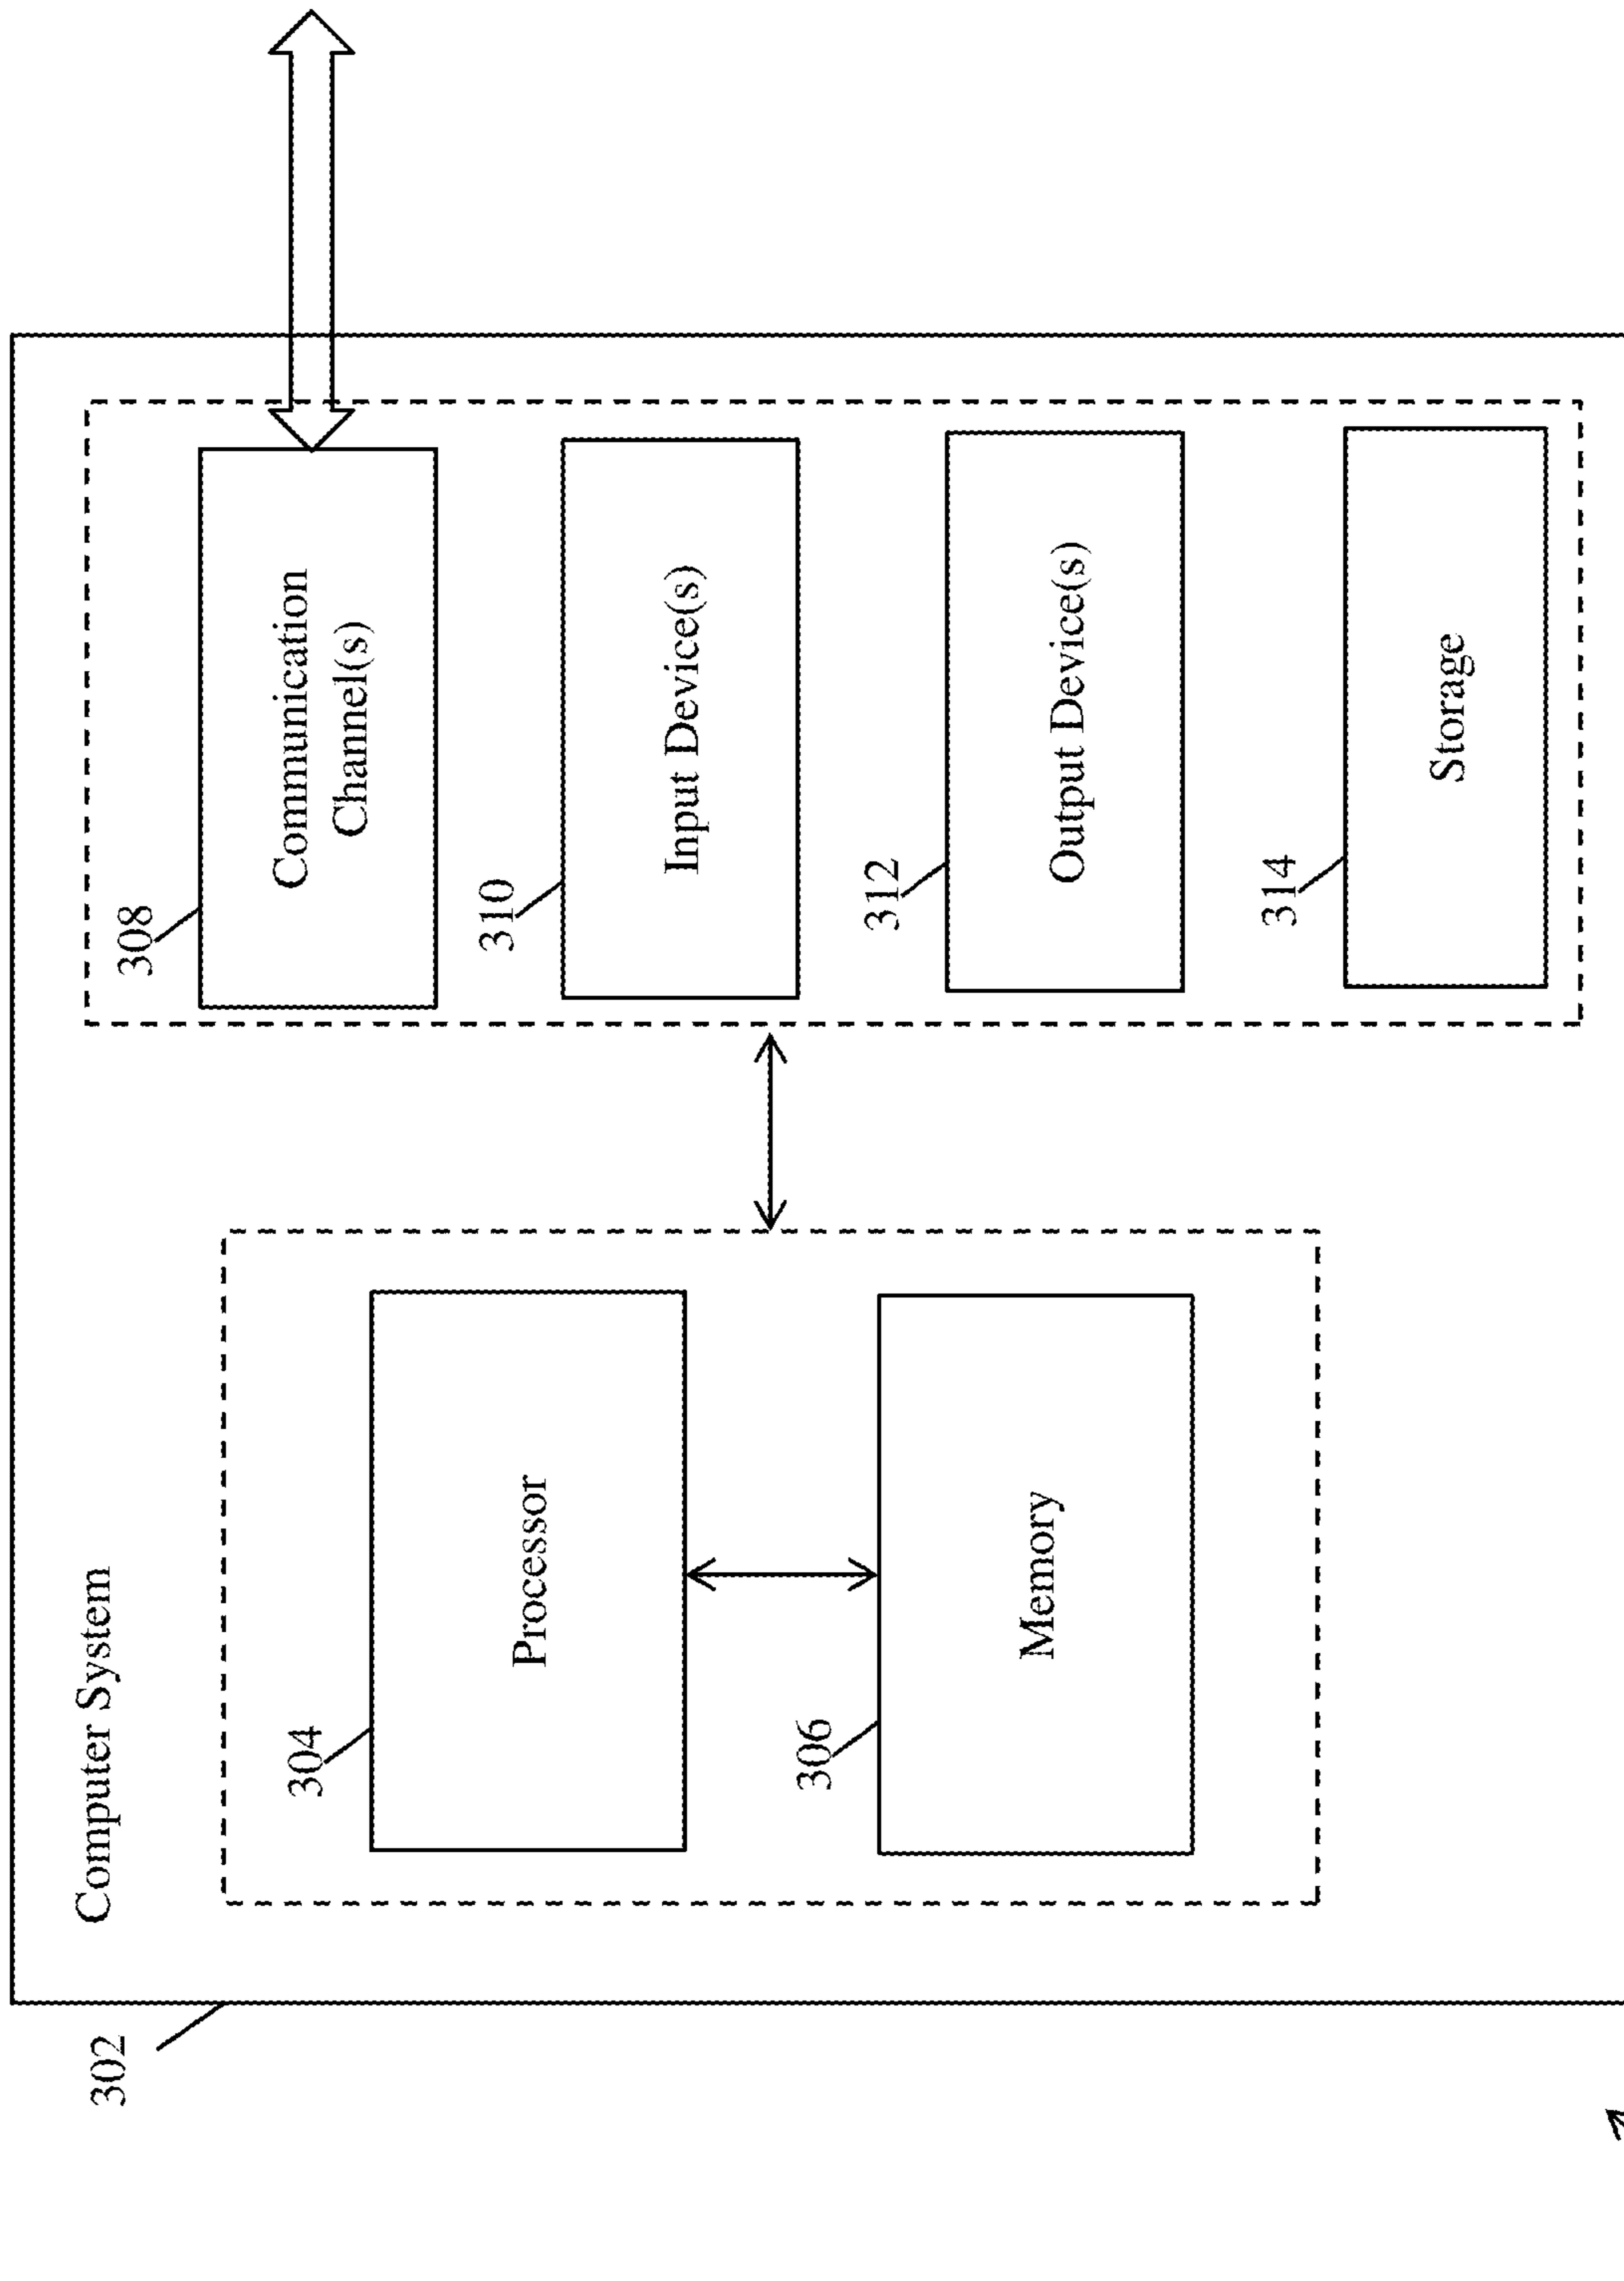 302
Computer System
304
Processor
306
Memory
308
Communication
Channel(s)
310
Input Device(s)
312
Output Device(s)
314
Storage